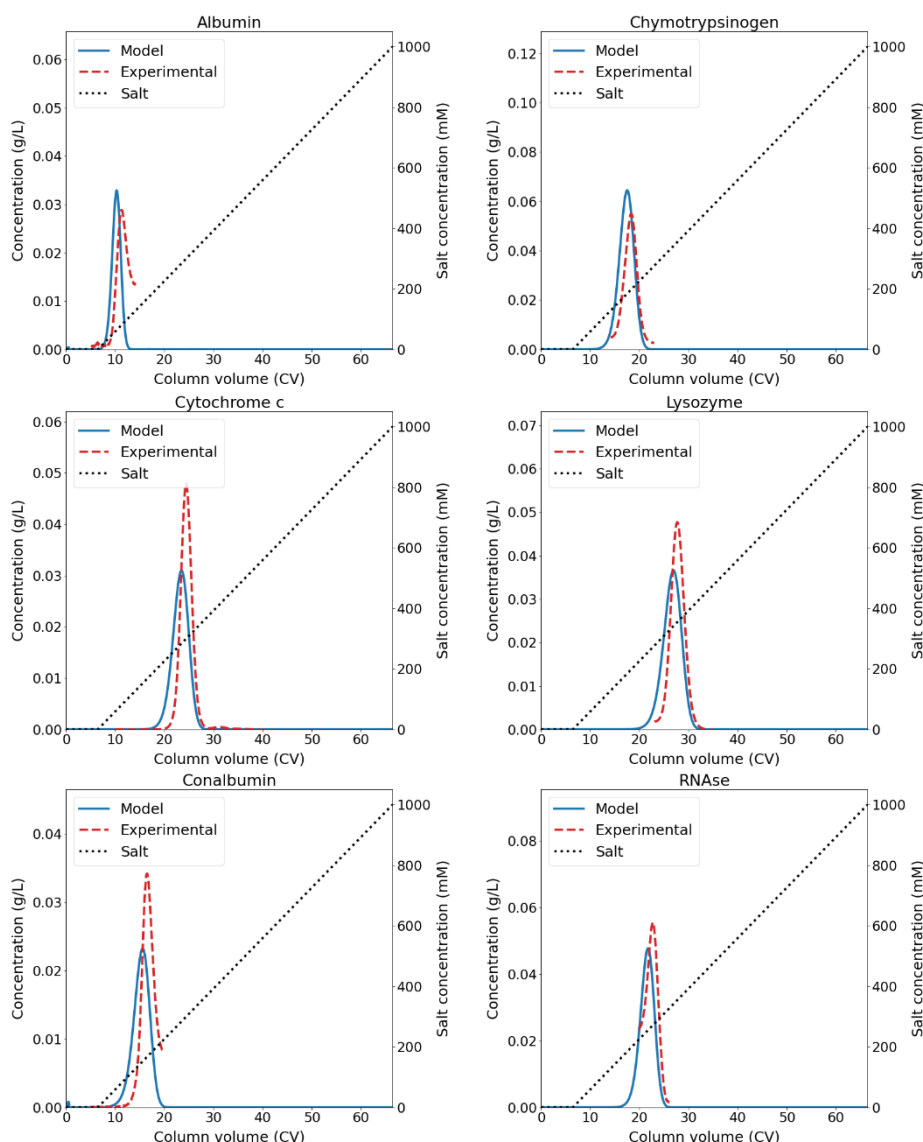 Albumin
Model
Experimental
Salt
Concentration (g/L)
0.06
0.05
0.04
0.03
0.02
0.01
0.00
0 10 20 30 40 50 60
Column volume (CV)
1000
800
600
400
200
0
Salt concentration (mM)
Chymotrypsinogen
Model
Experimental
Salt
Concentration (g/L)
0.12
0.10
0.08
0.06
0.04
0.02
0.00
0 10 20 30 40 50 60
Column volume (CV)
1000
800
600
400
200
0
Salt concentration (mM)
Cytochrome c
Model
Experimental
Salt
Concentration (g/L)
0.06
0.05
0.04
0.03
0.02
0.01
0.00
0 10 20 30 40 50 60
Column volume (CV)
1000
800
600
400
200
0
Salt concentration (mM)
Lysozyme
Model
Experimental
Salt
Concentration (g/L)
0.07
0.06
0.05
0.04
0.03
0.02
0.01
0.00
0 10 20 30 40 50 60
Column volume (CV)
1000
800
600
400
200
0
Salt concentration (mM)
Conalbumin
Model
Experimental
Salt
Concentration (g/L)
0.04
0.03
0.02
0.01
0.00
0 10 20 30 40 50 60
Column volume (CV)
1000
800
600
400
200
0
Salt concentration (mM)
RNAse
Model
Experimental
Salt
Concentration (g/L)
0.08
0.06
0.04
0.02
0.00
0 10 20 30 40 50 60
Column volume (CV)
1000
800
600
400
200
0
Salt concentration (mM)